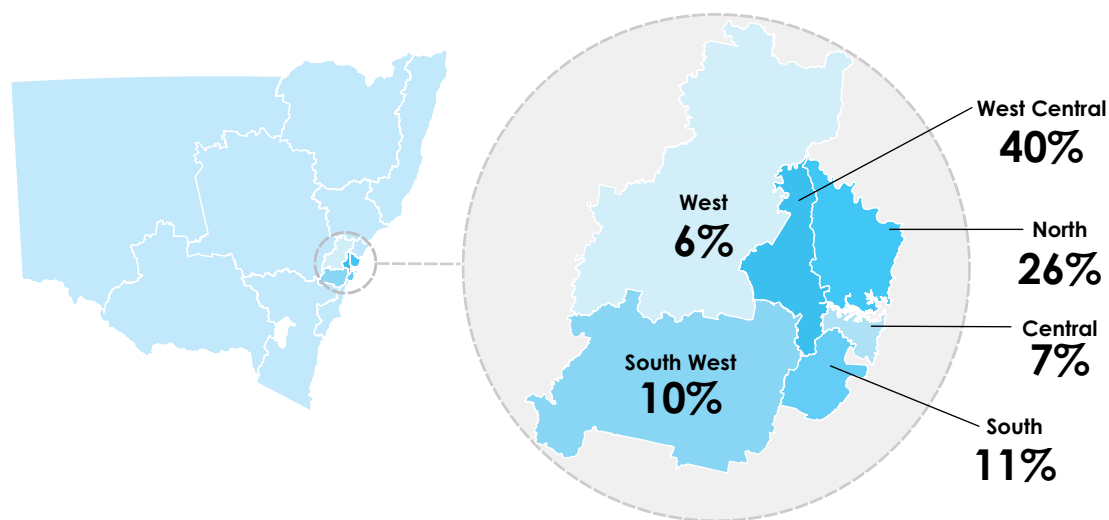 West Central
40%
West
6%
North
26%
Central
7%
South West
10%
South
11%